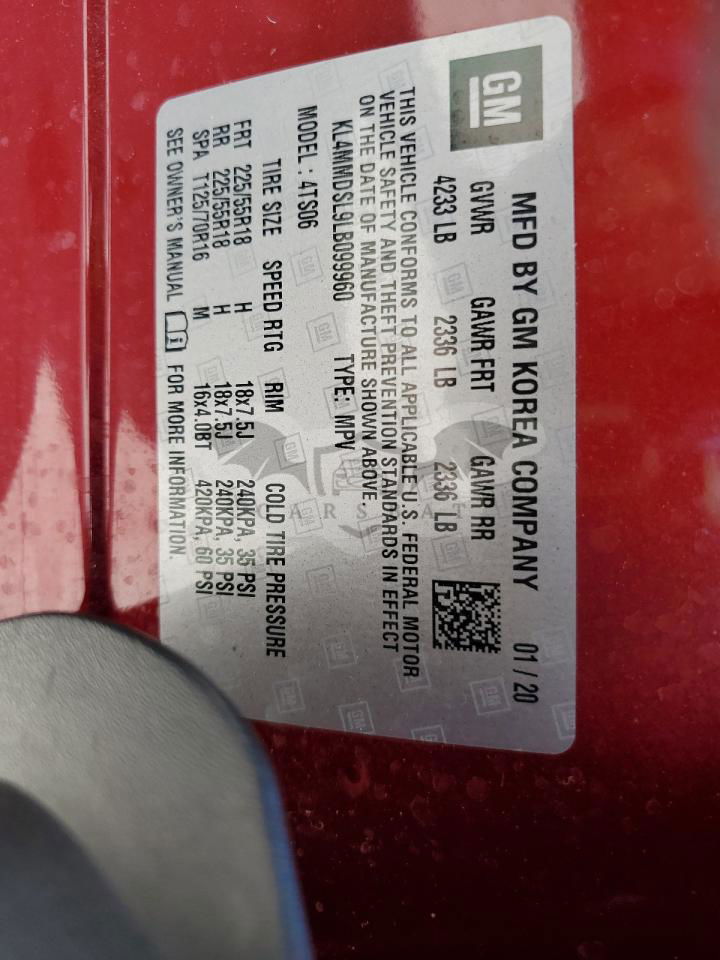 GM
MFD BY GM KOREA COMPANY 01 / 20
GVWR GAWR FRT GAWR RR
4233 LB 2336 LB 2336 LB
THIS VEHICLE CONFORMS TO ALL APPLICABLE U.S. FEDERAL MOTOR
VEHICLE SAFETY AND THEFT PREVENTION STANDARDS IN EFFECT
ON THE DATE OF MANUFACTURE SHOWN ABOVE.
KL4MMDSL9LB099960 TYPE: MPV
MODEL : 4TS06
TIRE SIZE SPEED RTG RIM COLD TIRE PRESSURE
FRT 225/55R18 H 18x7.5J 240KPA, 35 PSI
RR 225/55R18 H 18x7.5J 240KPA, 35 PSI
SPA T125/70R16 M 16x4.0BT 420KPA, 60 PSI
SEE OWNER'S MANUAL FOR MORE INFORMATION.